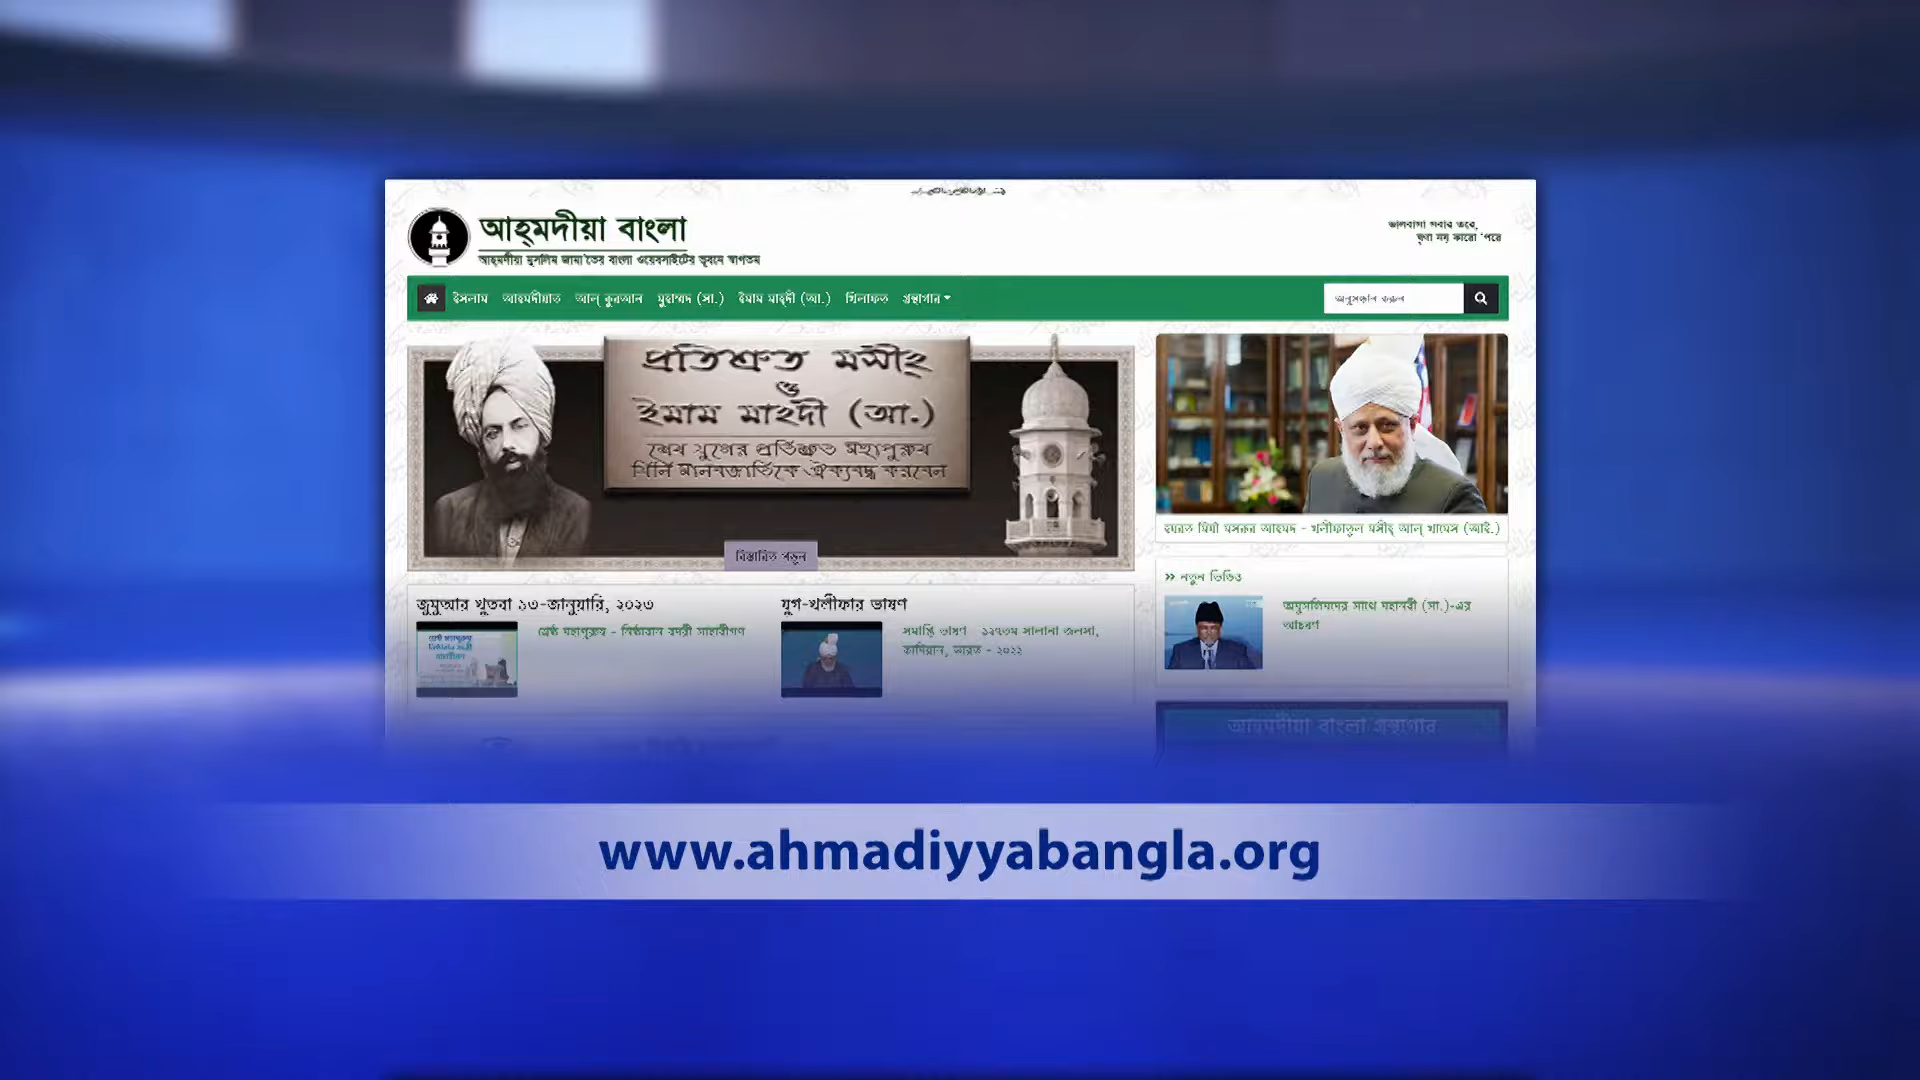 আহ্‌মদীয়া বাংলা
আহ্‌মদীয়া মুসলিম জামা'তের বাংলা ওয়েবসাইটের ভূবনে স্বাগতম
ভালবাসা সবার তরে,
ঘৃণা নয় কারো 'পরে
ইসলাম আহমদীয়াত আল্ কুরআন মুহাম্মদ (সা.) ইমাম মাহ্‌দী (আ.) খিলাফত গ্রন্থাগার
অনুসন্ধান করুন
প্রতিশ্রুত মসীহ্‌
ও
ইমাম মাহদী (আ.)
শেষ যুগের প্রতিশ্রুত মহাপুরুষ
যিনি মানবজাতিকে ঐক্যবদ্ধ করবেন
বিস্তারিত পড়ুন
হযরত মির্যা মসরূর আহমদ - খলীফাতুল মসীহ্‌ আল্ খামেস (আই.)
জুমুআর খুতবা ১৩-জানুয়ারি, ২০২৩
শ্রেষ্ঠ মহাপুরুষ - নিষ্ঠাবান বদরী সাহাবীগণ
যুগ-খলীফার ভাষণ
সমাপ্তি ভাষণ - ১২৭তম সালানা জলসা,
কাদিয়ান, ভারত - ২০২২
» নতুন ভিডিও
অমুসলিমদের সাথে মহানবী (সা.)-এর
আচরণ
আহমদীয়া বাংলা গ্রন্থাগার
www.ahmadiyyabangla.org